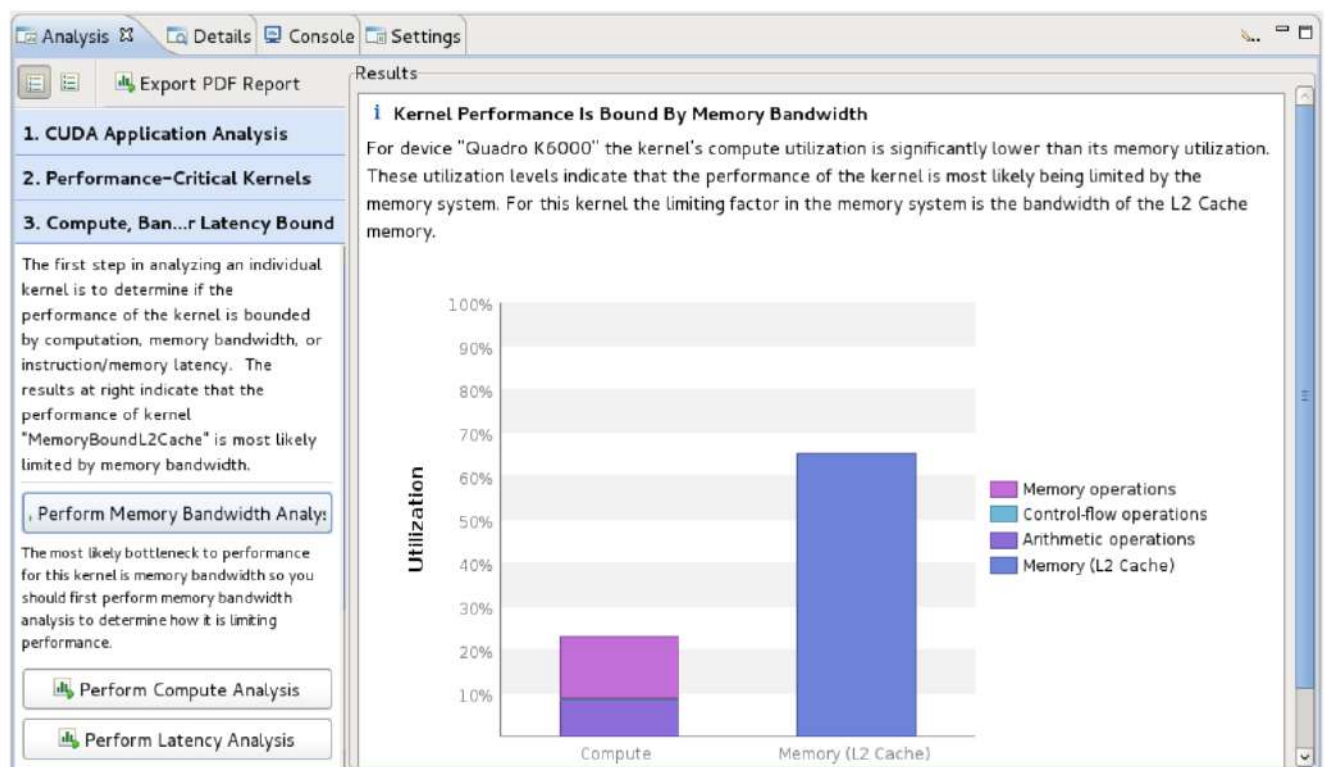 Analysis Details Console Settings
Export PDF Report
1. CUDA Application Analysis
2. Performance-Critical Kernels
3. Compute, Ban...r Latency Bound
The first step in analyzing an individual
kernel is to determine if the
performance of the kernel is bounded
by computation, memory bandwidth, or
instruction/memory latency. The
results at right indicate that the
performance of kernel
"MemoryBoundL2Cache" is most likely
limited by memory bandwidth.
Perform Memory Bandwidth Analy
The most likely bottleneck to performance
for this kernel is memory bandwidth so you
should first perform memory bandwidth
analysis to determine how it is limiting
performance.
Perform Compute Analysis
Perform Latency Analysis
Results
i Kernel Performance Is Bound By Memory Bandwidth
For device "Quadro K6000" the kernel's compute utilization is significantly lower than its memory utilization.
These utilization levels indicate that the performance of the kernel is most likely being limited by the
memory system. For this kernel the limiting factor in the memory system is the bandwidth of the L2 Cache
memory.
Utilization
100%
90%
80%
70%
60%
50%
40%
30%
20%
10%
Compute Memory (L2 Cache)
Memory operations
Control-flow operations
Arithmetic operations
Memory (L2 Cache)